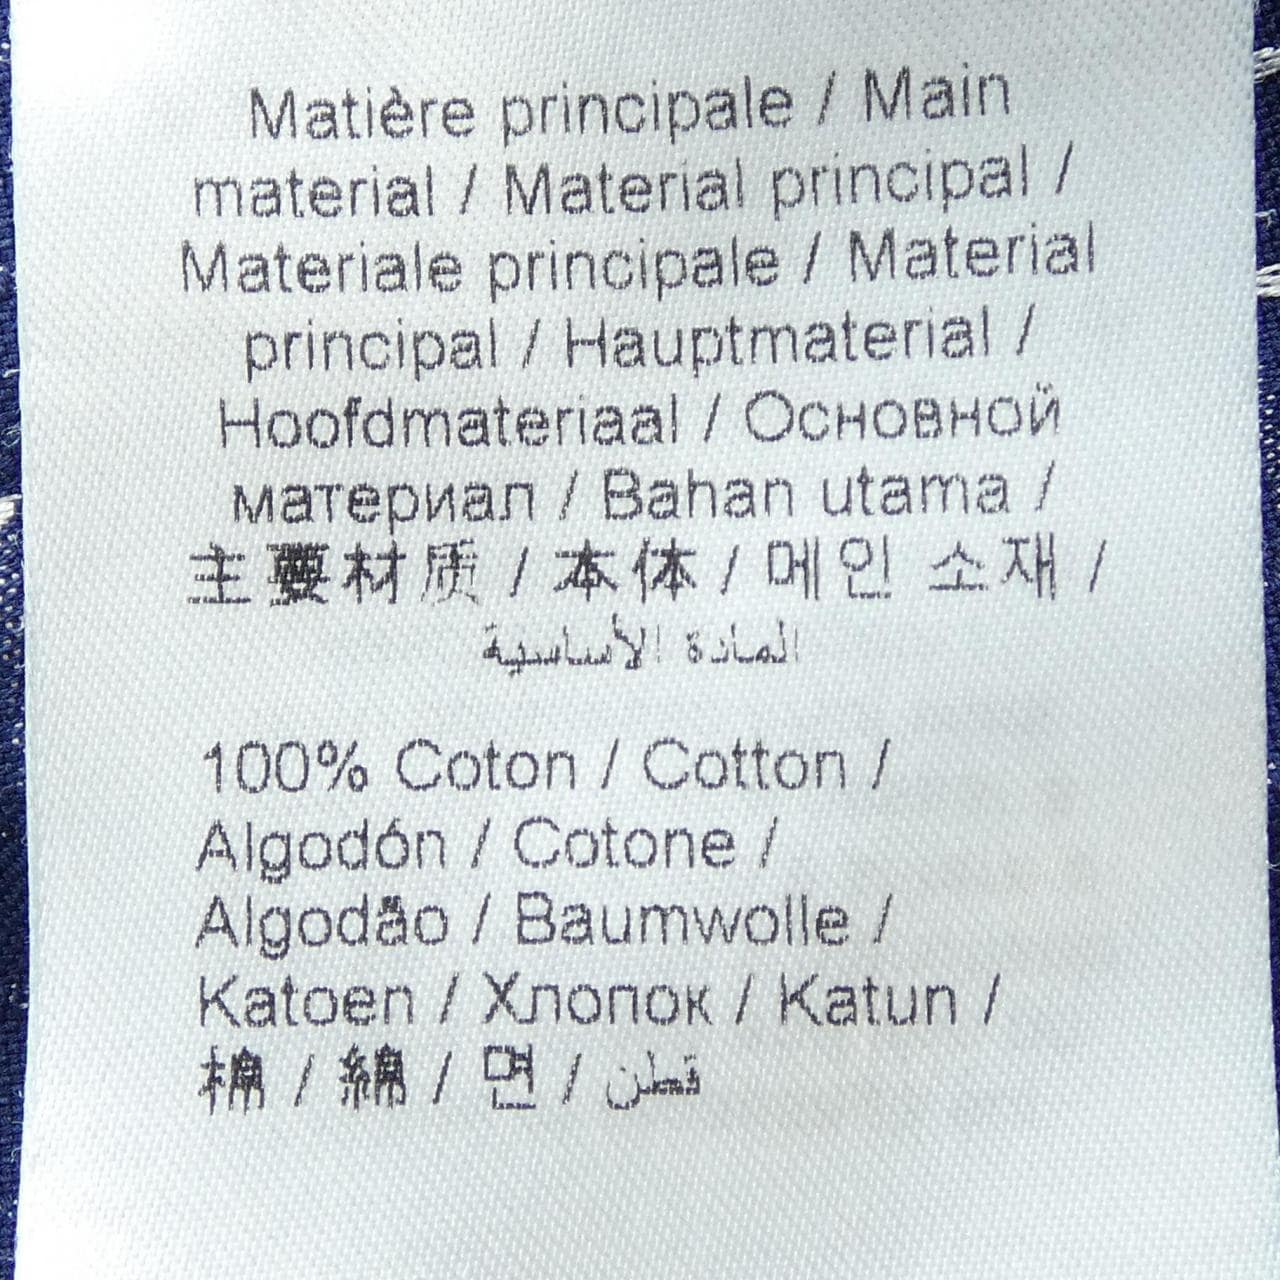 Matière principale / Main
material / Material principal /
Materiale principale / Material
principal / Hauptmaterial /
Hoofdmateriaal / Основной
материал / Bahan utama /
主要材质 / 本体 / 메인 소재 /
المادة الأساسية
100% Coton / Cotton /
Algodón / Cotone /
Algodão / Baumwolle /
Katoen / Хлопок / Katun /
棉 / 綿 / 면 / قطن